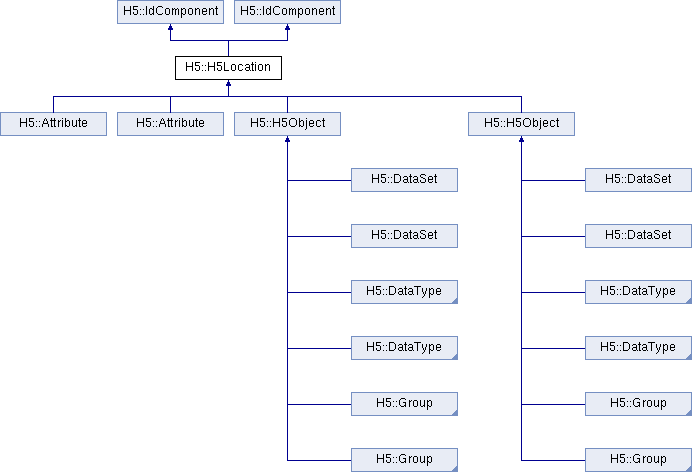 H5::IdComponent H5::IdComponent
H5::H5Location
H5::Attribute H5::Attribute H5::H5Object H5::H5Object
H5::DataSet H5::DataSet
H5::DataSet H5::DataSet
H5::DataType H5::DataType
H5::DataType H5::DataType
H5::Group H5::Group
H5::Group H5::Group